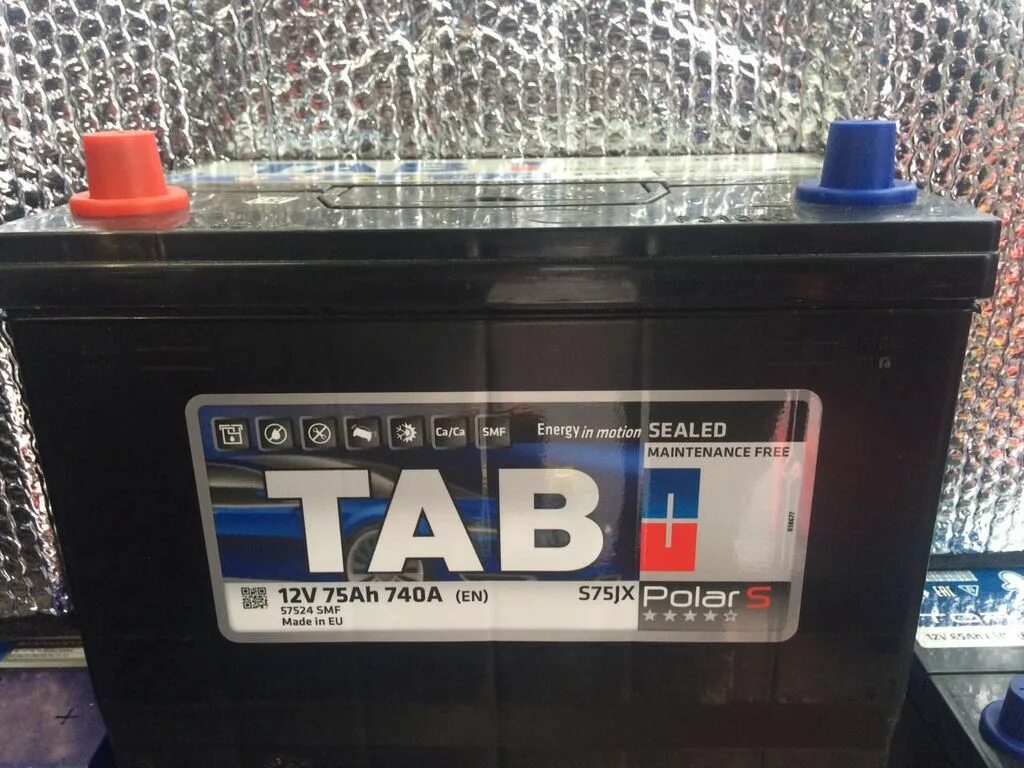 Ca/Ca SMF Energy in motion SEALED
MAINTENANCE FREE
TAB
838677
12V 75Ah 740A (EN) S75JX Polar S
57524 SMF
Made in EU